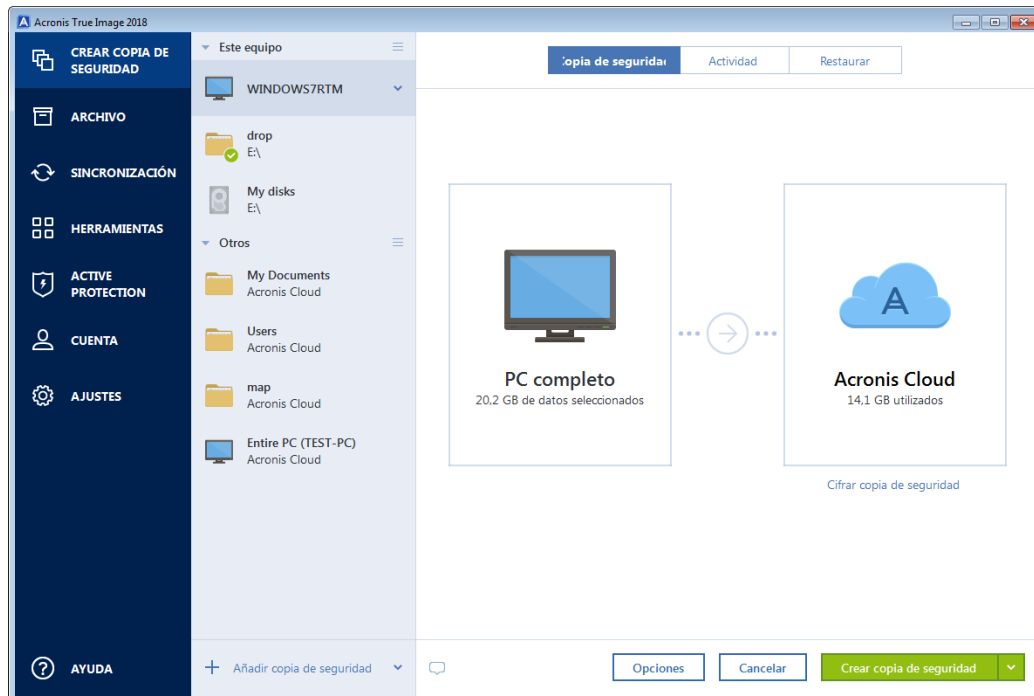 Acronis True Image 2018
CREAR COPIA DE
SEGURIDAD
ARCHIVO
SINCRONIZACIÓN
HERRAMIENTAS
ACTIVE
PROTECTION
CUENTA
AJUSTES
AYUDA
Este equipo
WINDOWS7RTM
drop
E:\
My disks
E:\
Otros
My Documents
Acronis Cloud
Users
Acronis Cloud
map
Acronis Cloud
Entire PC (TEST-PC)
Acronis Cloud
Añadir copia de seguridad
opia de segurida
Actividad
Restaurar
PC completo
20,2 GB de datos seleccionados
A
Acronis Cloud
14,1 GB utilizados
Cifrar copia de seguridad
Opciones
Cancelar
Crear copia de seguridad